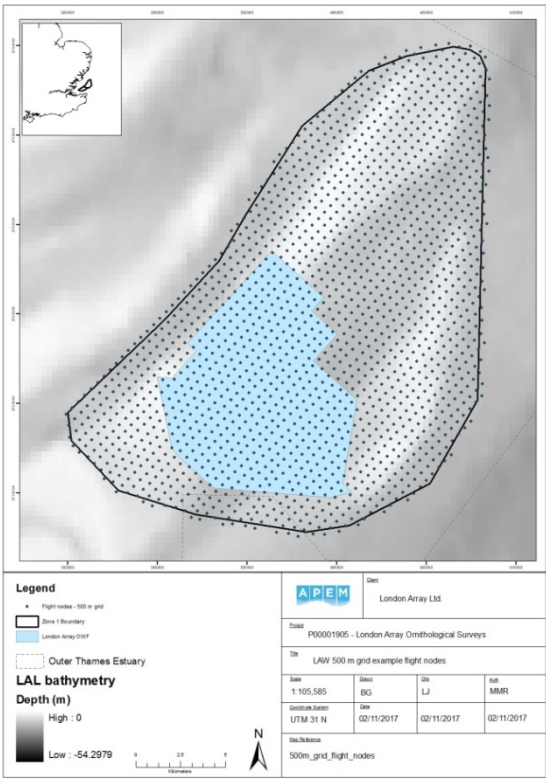 Legend
Flight nodes - 500 m grid
Zone 1 Boundary
London Array OWF
Outer Thames Estuary
LAL bathymetry
Depth (m)
High : 0
Low : -54.2979
0 2.5 5
Kilometers
N
APEM
Client
London Array Ltd.
Project
P00001905 - London Array Ornithological Surveys
Title
LAW 500 m grid example flight nodes
Scale
1:105,585
Drawn
BG
Chk
LJ
Auth
MMR
Coordinate System
UTM 31 N
Date
02/11/2017
02/11/2017
02/11/2017
Map Reference
500m_grid_flight_nodes